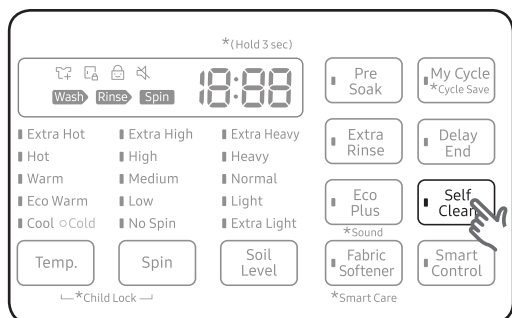 *(Hold 3 sec)
Wash Rinse Spin 18:88
Extra Hot
Hot
Warm
Eco Warm
Cool Cold
Extra High
High
Medium
Low
No Spin
Extra Heavy
Heavy
Normal
Light
Extra Light
Temp.
Spin
Soil
Level
*Child Lock
Pre
Soak
My Cycle
*Cycle Save
Extra
Rinse
Delay
End
Eco
Plus
*Sound
Self
Clean
Fabric
Softener
*Smart Care
Smart
Control